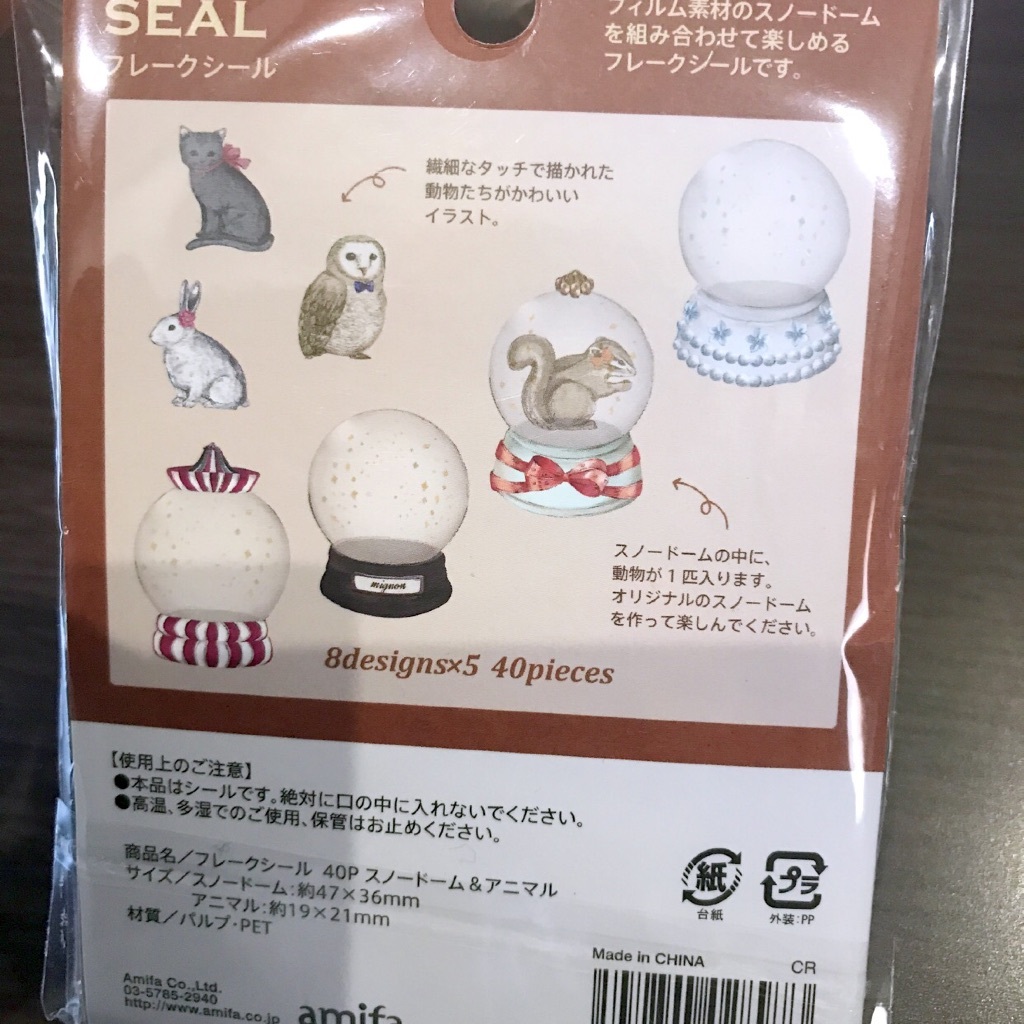 SEAL
フレークシール
フィルム素材のスノードーム
を組み合わせて楽しめる
フレークシールです。
繊細なタッチで描かれた
動物たちがかわいい
イラスト。
mignon
スノードームの中に、
動物が1匹入ります。
オリジナルのスノードーム
を作って楽しんでください。
8designs×5 40pieces
【使用上のご注意】
●本品はシールです。絶対に口の中に入れないでください。
●高温、多湿でのご使用、保管はお止めください。
商品名／フレークシール 40P スノードーム＆アニマル
サイズ／スノードーム：約47×36mm
アニマル：約19×21mm
材質／パルプ・PET
紙
台紙
プラ
外装：PP
Made in CHINA
CR
Amifa Co.,Ltd.
03-5785-2940
http://www.amifa.co.jp
amifa